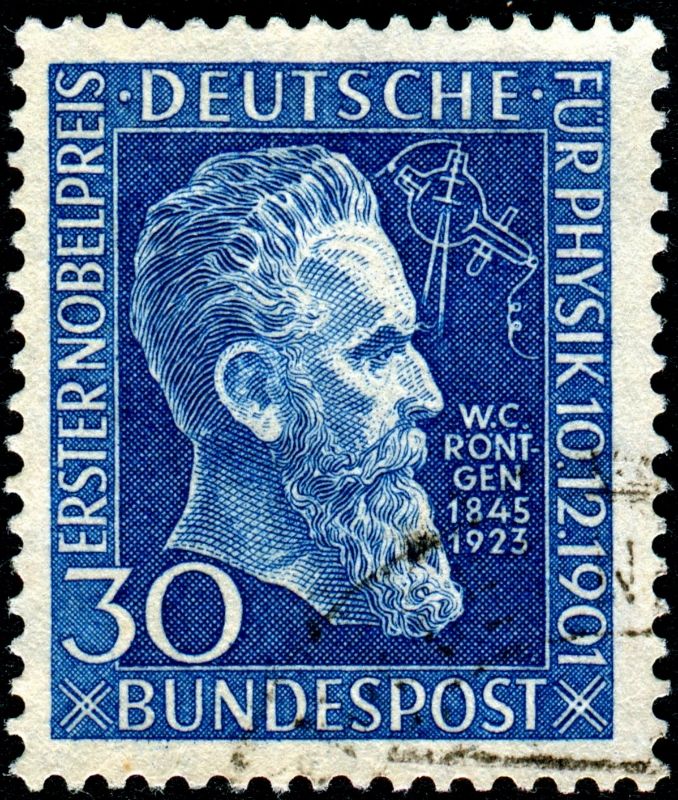 DEUTSCHE
ERSTER NOBELPREIS
FÜR PHYSIK 10.12.1901
W.C.
RÖNT-
GEN
1845
1923
30
BUNDESPOST